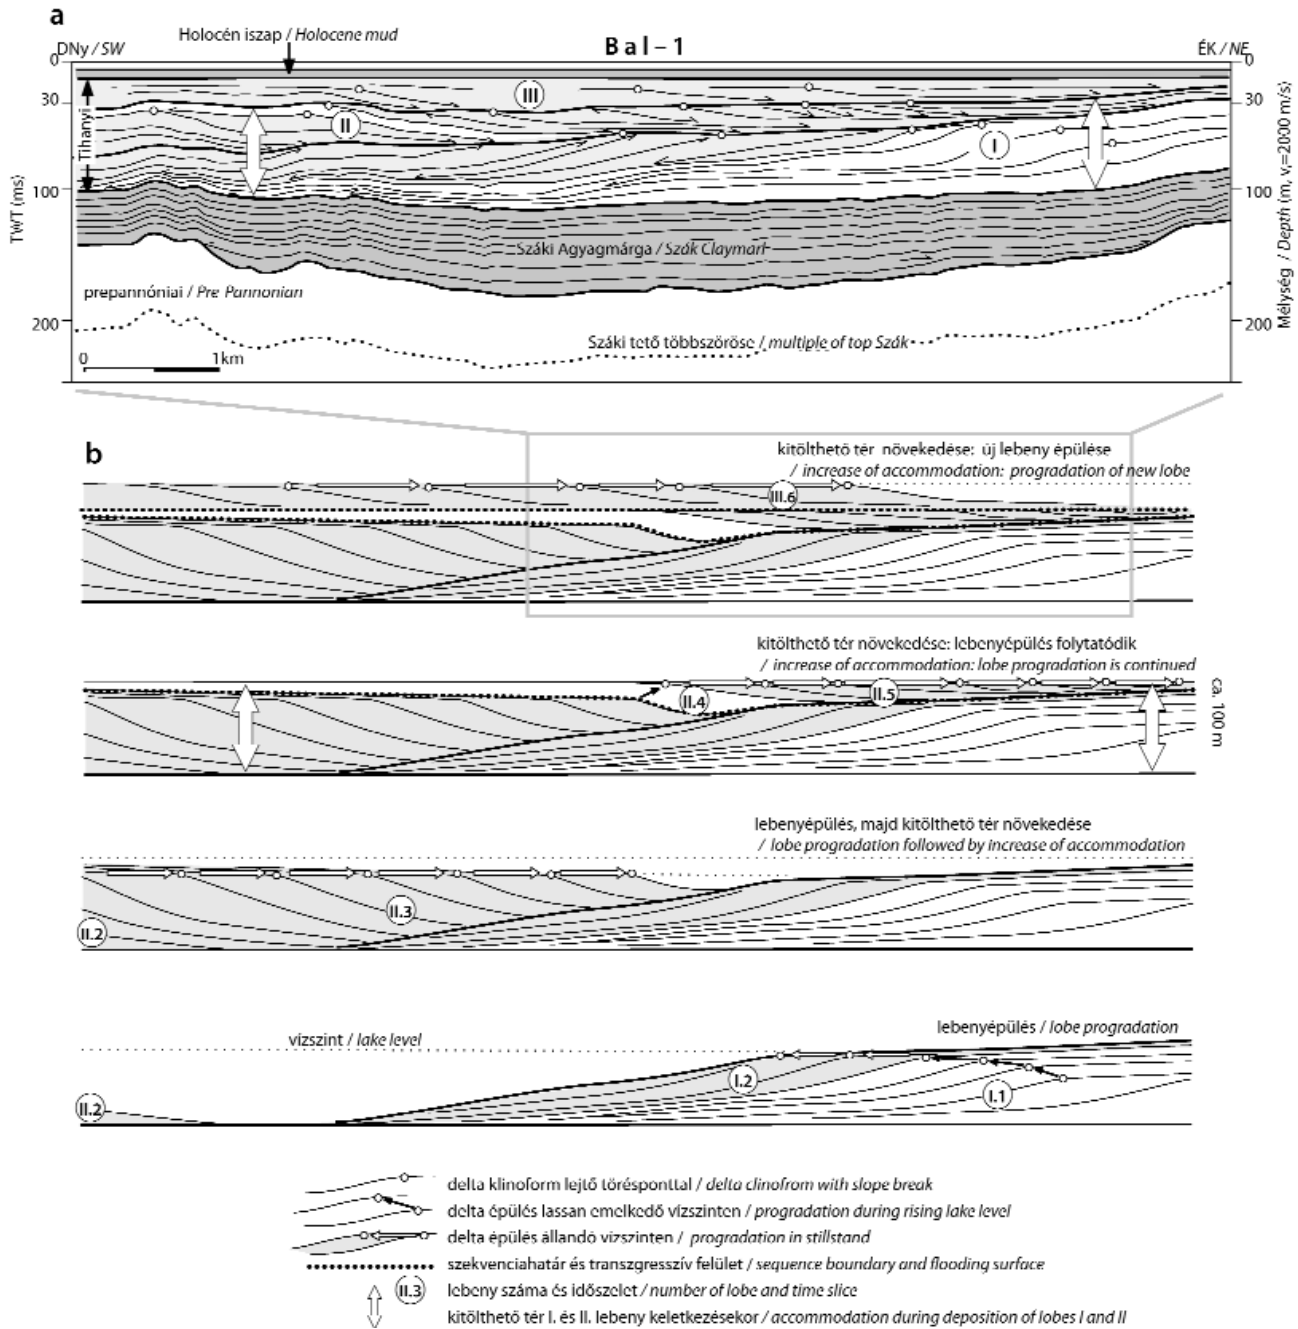 a
DNy / SW
Holocén iszap / Holocene mud
Bal-1
ÉK / NE
0
0
30
30
III
II
I
Tihanyi
100
100
TWT (ms)
Mélység / Depth (m, vi=2000 m/s)
Száki Agyagmárga / Szák Claymarl
prepannóniai / Pre Pannonian
200
200
Száki tető többszöröse / multiple of top Szák
0
1km
b
kitölthető tér növekedése: új lebeny épülése
/ increase of accommodation: progradation of new lobe
III.6
kitölthető tér növekedése: lebenyépülés folytatódik
/ increase of accommodation: lobe progradation is continued
II.4
II.5
ca. 100 m
lebenyépülés, majd kitölthető tér növekedése
/ lobe progradation followed by increase of accommodation
II.3
II.2
vízszint / lake level
lebenyépülés / lobe progradation
I.2
I.1
II.2
delta klinoform lejtő törésponttal / delta clinofrom with slope break
delta épülés lassan emelkedő vízszinten / progradation during rising lake level
delta épülés állandó vízszinten / progradation in stillstand
szekvenciahatár és transzgresszív felület / sequence boundary and flooding surface
II.3 lebeny száma és időszelet / number of lobe and time slice
kitölthető tér I. és II. lebeny keletkezésekor / accommodation during deposition of lobes I and II